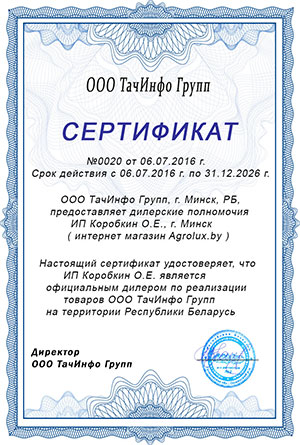 ООО ТачИнфо Групп
СЕРТИФИКАТ
№0020 от 06.07.2016 г.
Срок действия с 06.07.2016 г. по 31.12.2026 г.
ООО ТачИнфо Групп, г. Минск, РБ,
предоставляет дилерские полномочия
ИП Коробкин О.Е., г. Минск
( интернет магазин Agrolux.by )
Настоящий сертификат удостоверяет, что
ИП Коробкин О.Е. является
официальным дилером по реализации
товаров ООО ТачИнфо Групп
на территории Республики Беларусь
Директор
ООО ТачИнфо Групп